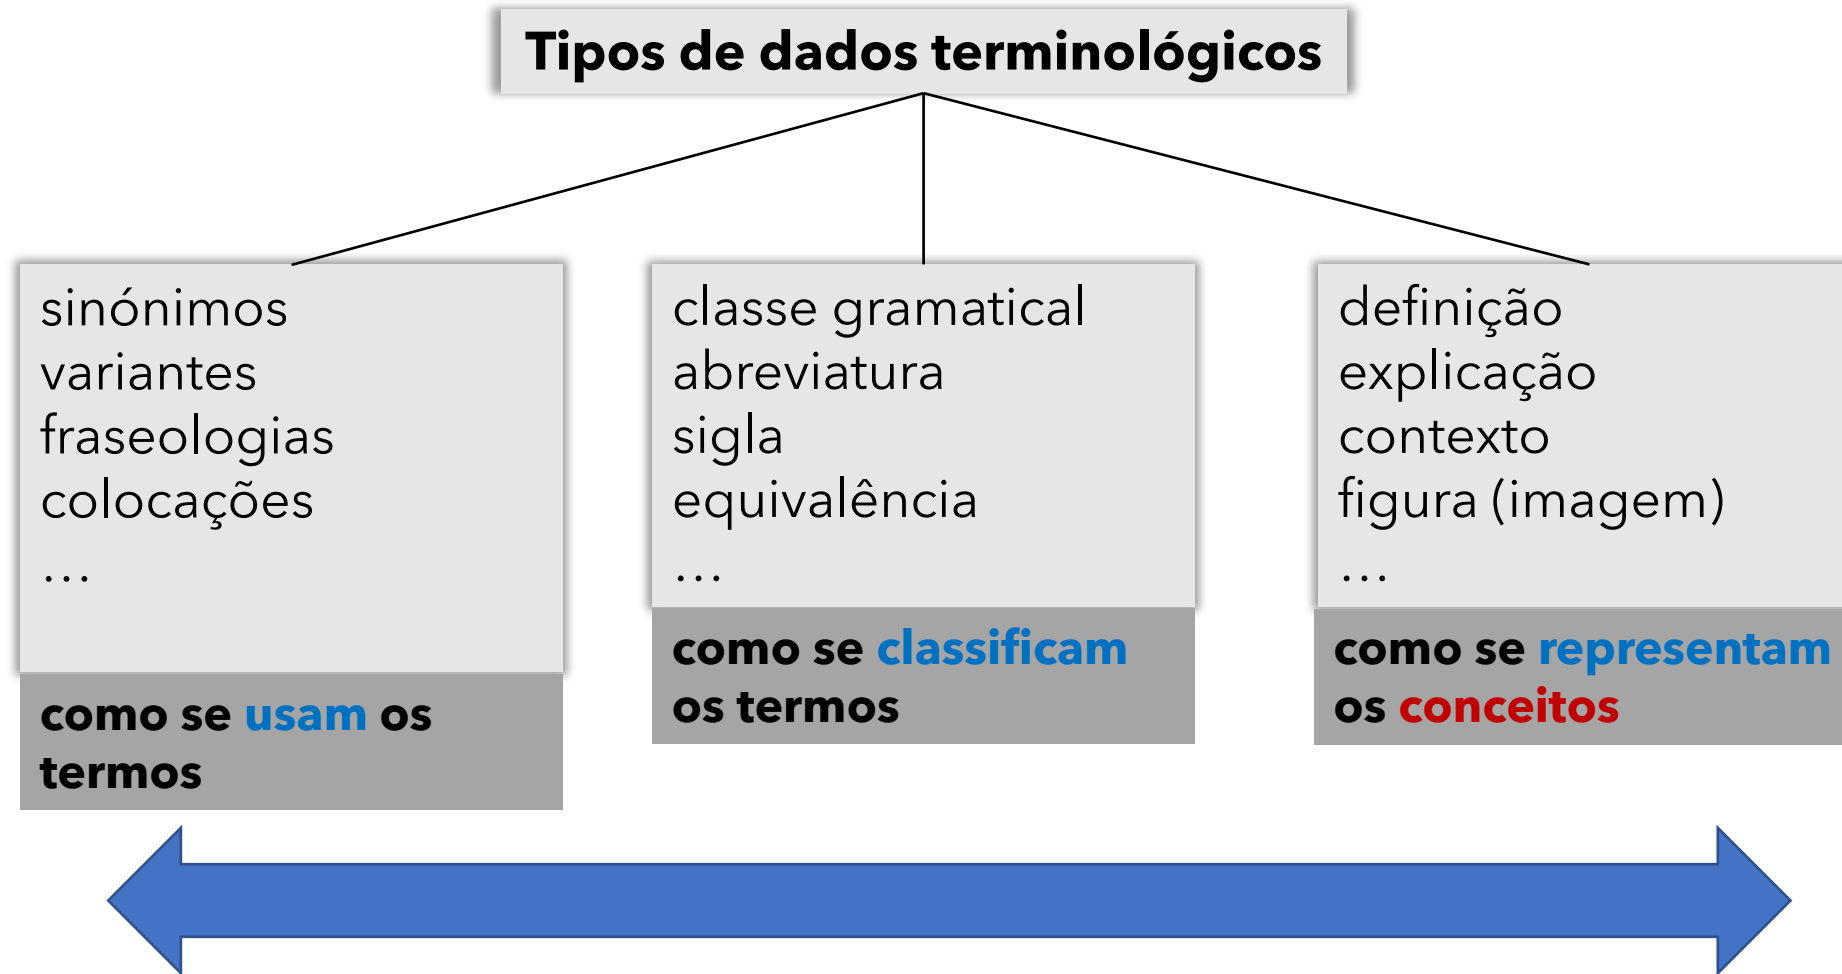 Tipos de dados terminológicos
sinónimos
variantes
fraseologias
colocações
…
como se usam os
termos
classe gramatical
abreviatura
sigla
equivalência
…
como se classificam
os termos
definição
explicação
contexto
figura (imagem)
…
como se representam
os conceitos